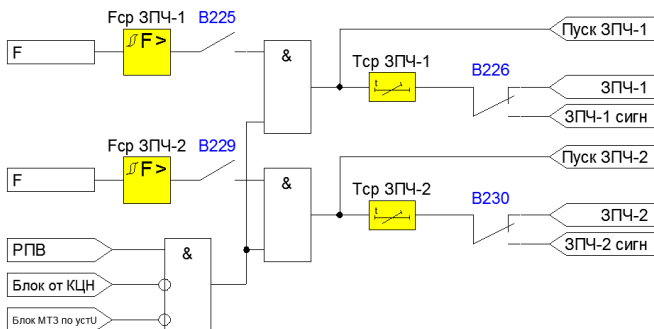 Fср ЗПЧ-1 B225
Пуск ЗПЧ-1
F
F>
&
Тср ЗПЧ-1
B226
t
ЗПЧ-1
ЗПЧ-1 сигн
Fср ЗПЧ-2 B229
Пуск ЗПЧ-2
F
F>
&
Тср ЗПЧ-2
B230
t
ЗПЧ-2
ЗПЧ-2 сигн
РПВ
&
Блок от КЦН
Блок МТЗ по устU